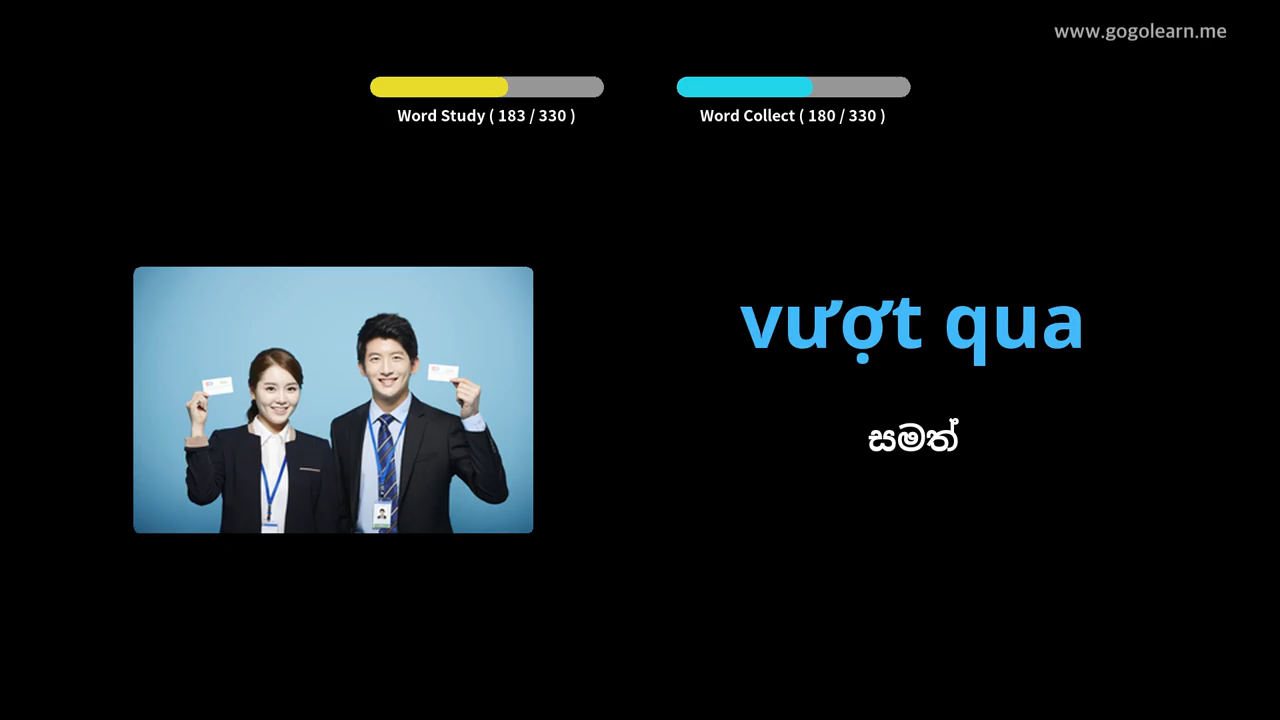 www.gogolearn.me
Word Study ( 183 / 330 )
Word Collect ( 180 / 330 )
vượt qua
සමත්